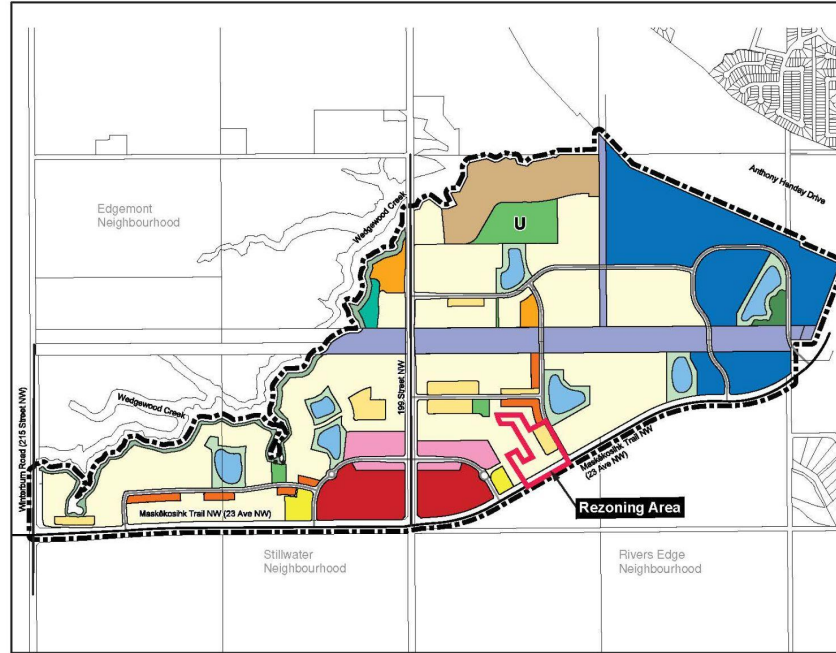 Anthony Henday Drive
Edgemont
Neighbourhood
Wedgewood Creek
U
199 Street NW
Wedgewood Creek
Winterburn Road (215 Street NW)
Maskêkosihk Trail NW
(23 Ave NW)
Rezoning Area
Maskêkosihk Trail NW (23 Ave NW)
Stillwater
Neighbourhood
Rivers Edge
Neighbourhood